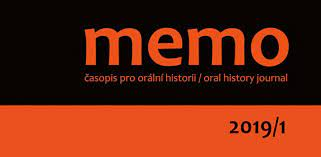 memo
časopis pro orální historii / oral history journal
2019/1